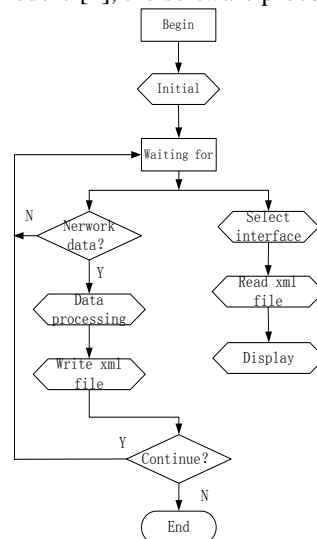 Begin
Initial
Waiting for
N
Nerwork
data?
Y
Data
processing
Write xml
file
Select
interface
Read xml
file
Display
Y
Continue?
N
End